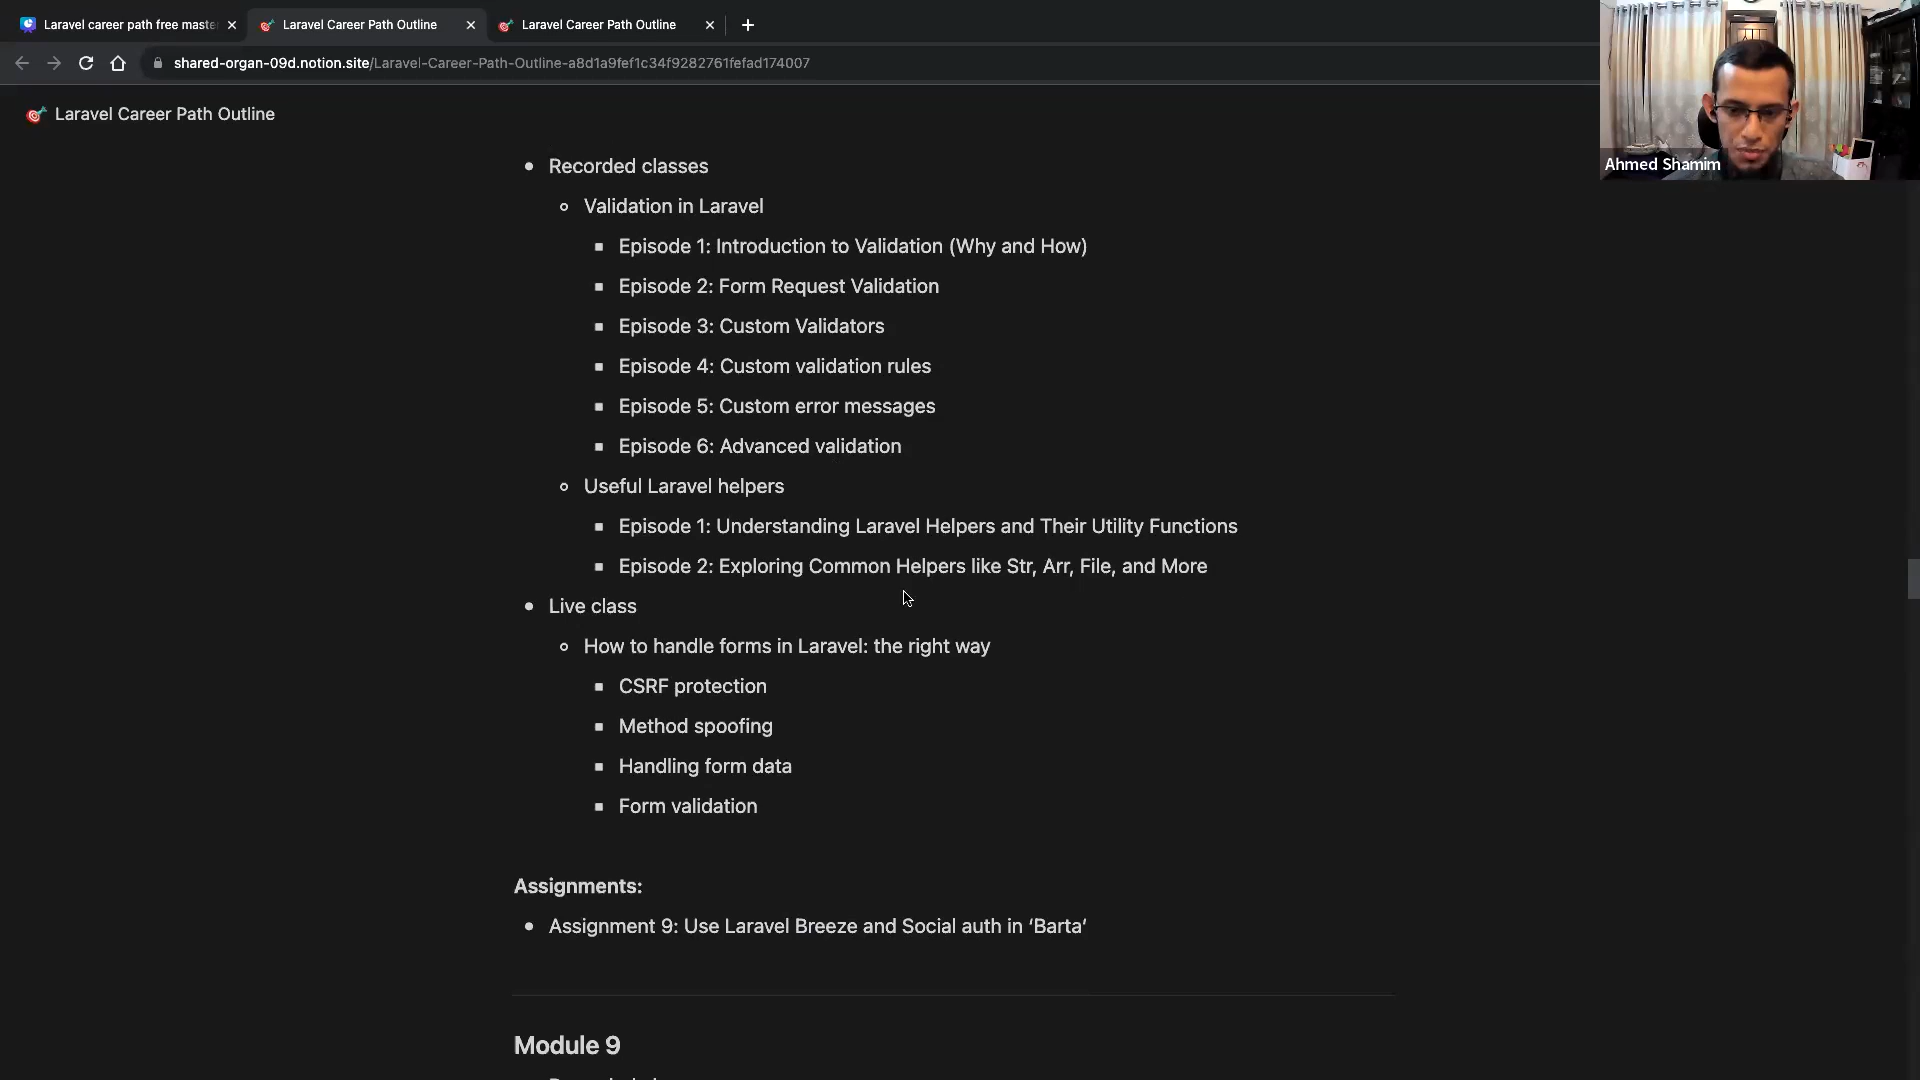 Laravel career path free maste
Laravel Career Path Outline
Laravel Career Path Outline
shared-organ-09d.notion.site/Laravel-Career-Path-Outline-a8d1a9fef1c34f9282761fefad174007
Laravel Career Path Outline
Ahmed Shamim
• Recorded classes
◦ Validation in Laravel
▪ Episode 1: Introduction to Validation (Why and How)
▪ Episode 2: Form Request Validation
▪ Episode 3: Custom Validators
▪ Episode 4: Custom validation rules
▪ Episode 5: Custom error messages
▪ Episode 6: Advanced validation
◦ Useful Laravel helpers
▪ Episode 1: Understanding Laravel Helpers and Their Utility Functions
▪ Episode 2: Exploring Common Helpers like Str, Arr, File, and More
• Live class
◦ How to handle forms in Laravel: the right way
▪ CSRF protection
▪ Method spoofing
▪ Handling form data
▪ Form validation
Assignments:
• Assignment 9: Use Laravel Breeze and Social auth in ‘Barta’
Module 9